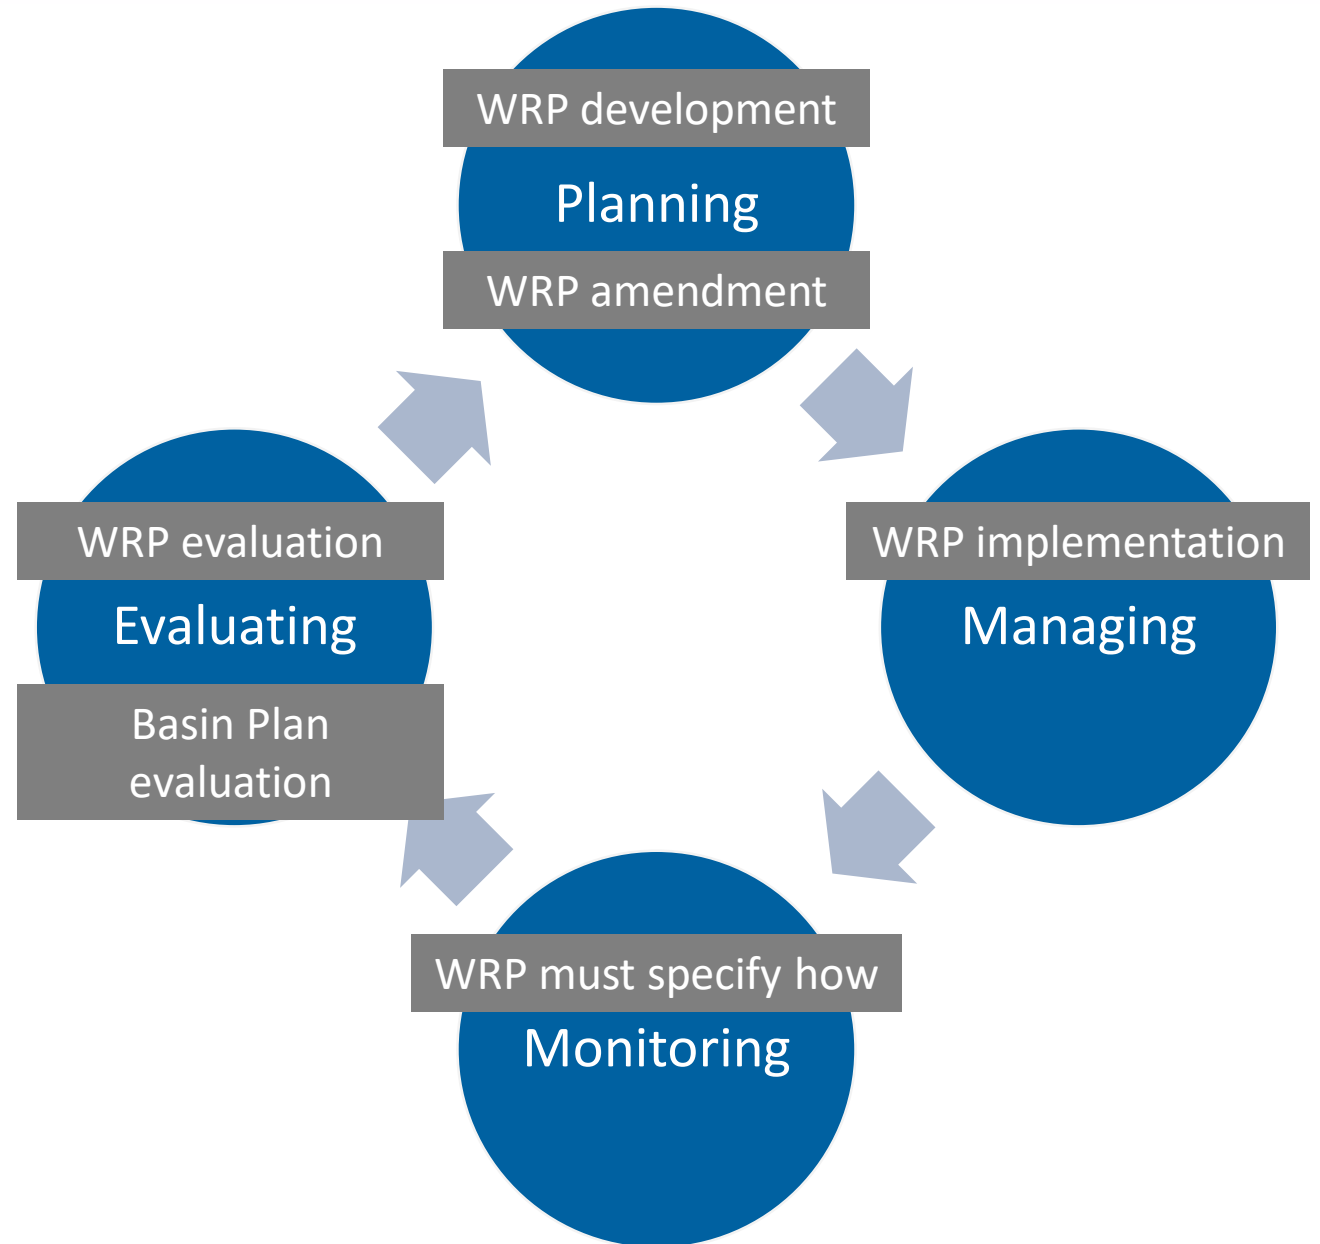 WRP development
Planning
WRP amendment
WRP evaluation
Evaluating
Basin Plan
evaluation
WRP implementation
Managing
WRP must specify how
Monitoring